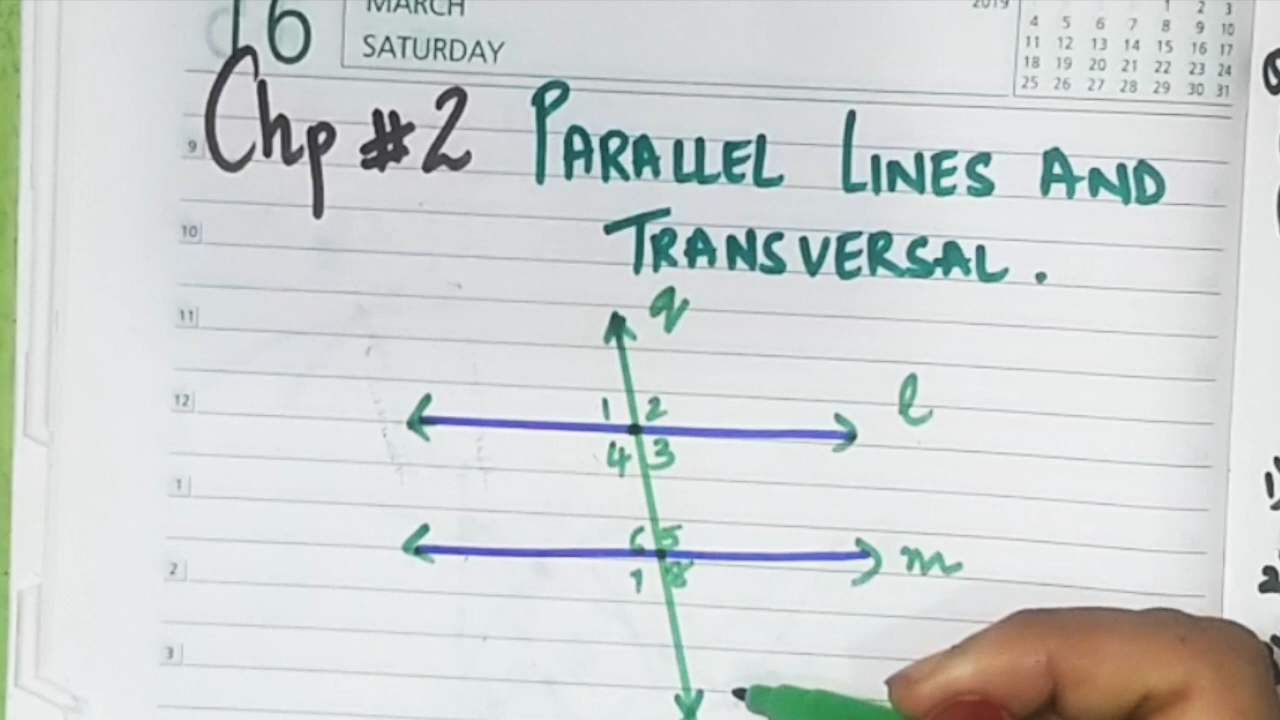 16
MARCH
SATURDAY
2019
1 2 3
4 5 6 7 8 9 10
11 12 13 14 15 16 17
18 19 20 21 22 23 24
25 26 27 28 29 30 31
Chp #2 PARALLEL LINES AND
TRANSVERSAL.
9
10
q
11
l
12
1 2
4 3
1
6 5
m
7 8
2
3
1)
2